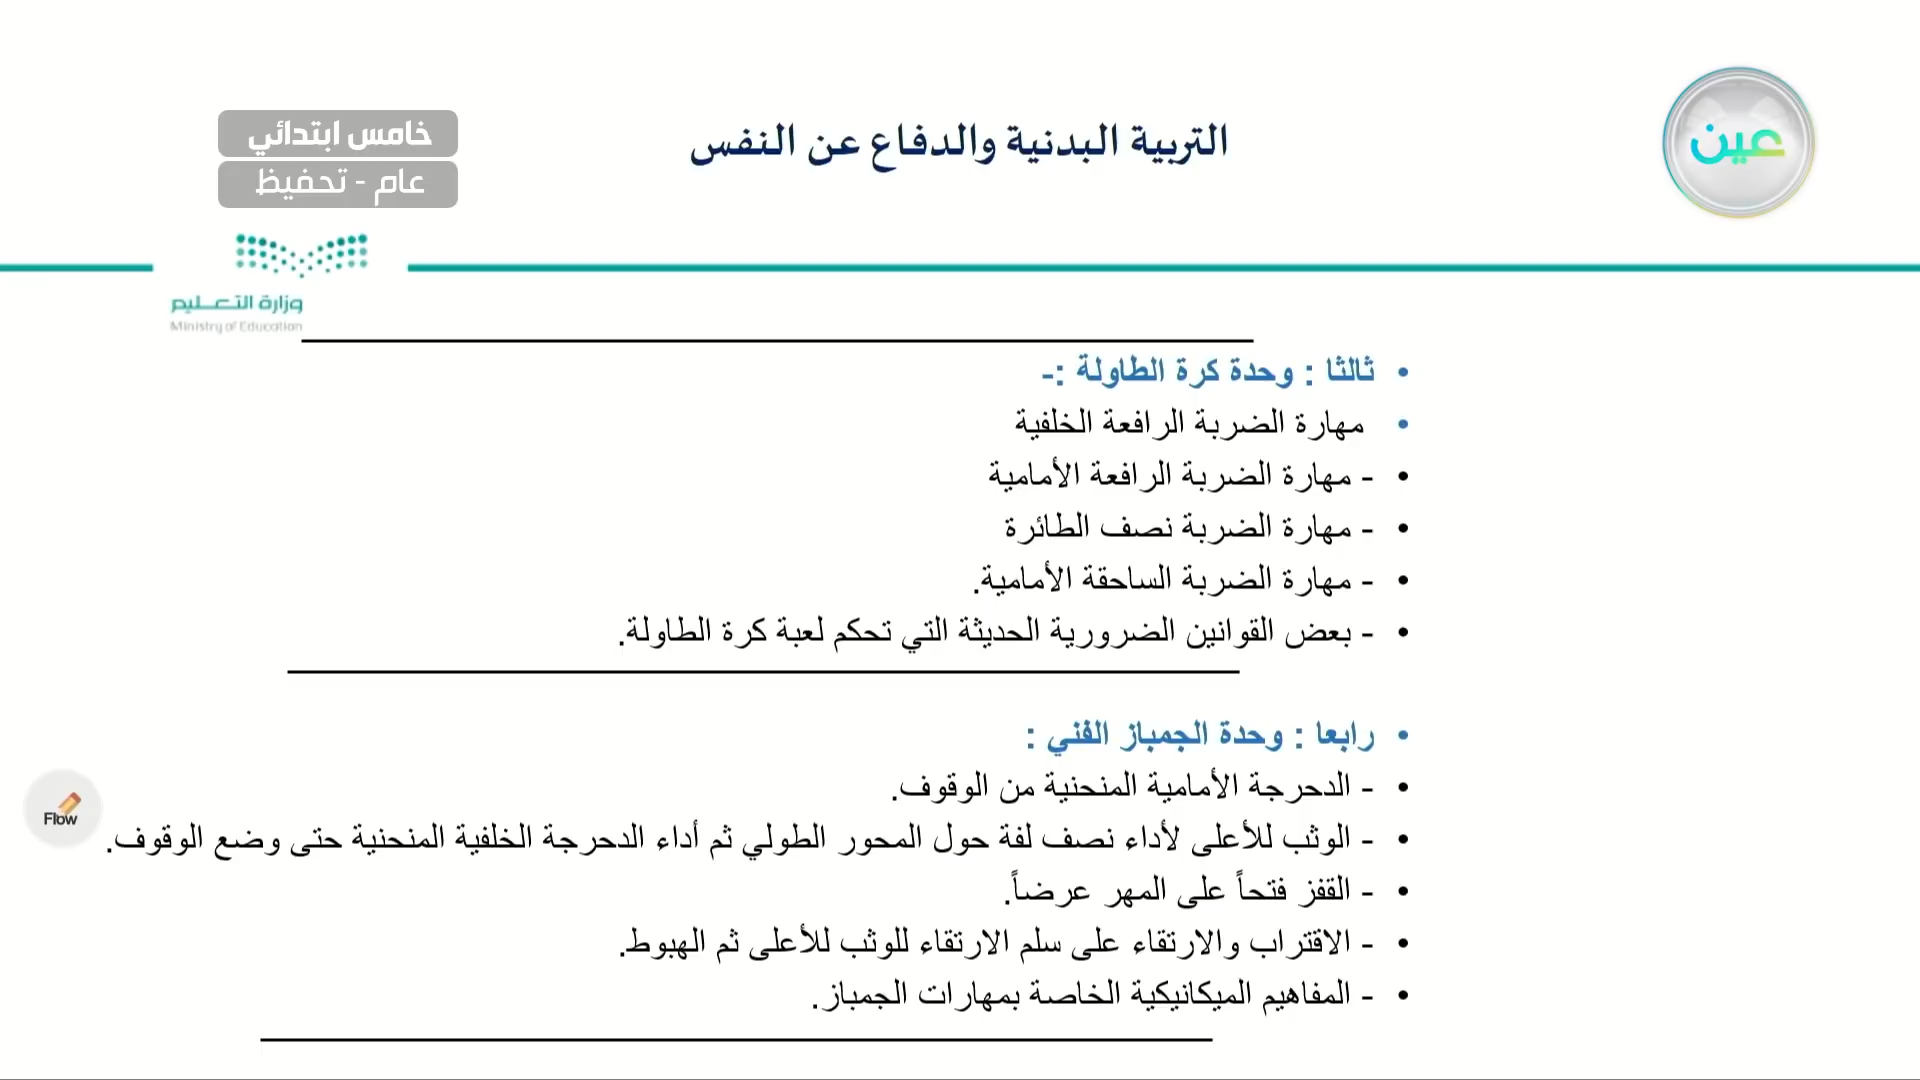 خامس ابتدائي
عام - تحفيظ
التربية البدنية والدفاع عن النفس
عين
وزارة التعليم
Ministry of Education
• ثالثا : وحدة كرة الطاولة :-
• مهارة الضربة الرافعة الخلفية
• - مهارة الضربة الرافعة الأمامية
• - مهارة الضربة نصف الطائرة
• - مهارة الضربة الساحقة الأمامية.
• - بعض القوانين الضرورية الحديثة التي تحكم لعبة كرة الطاولة.
• رابعا : وحدة الجمباز الفني :
• - الدحرجة الأمامية المنحنية من الوقوف.
• - الوثب للأعلى لأداء نصف لفة حول المحور الطولي ثم أداء الدحرجة الخلفية المنحنية حتى وضع الوقوف.
• - القفز فتحاً على المهر عرضاً.
• - الاقتراب والارتقاء على سلم الارتقاء للوثب للأعلى ثم الهبوط.
• - المفاهيم الميكانيكية الخاصة بمهارات الجمباز.
Flow